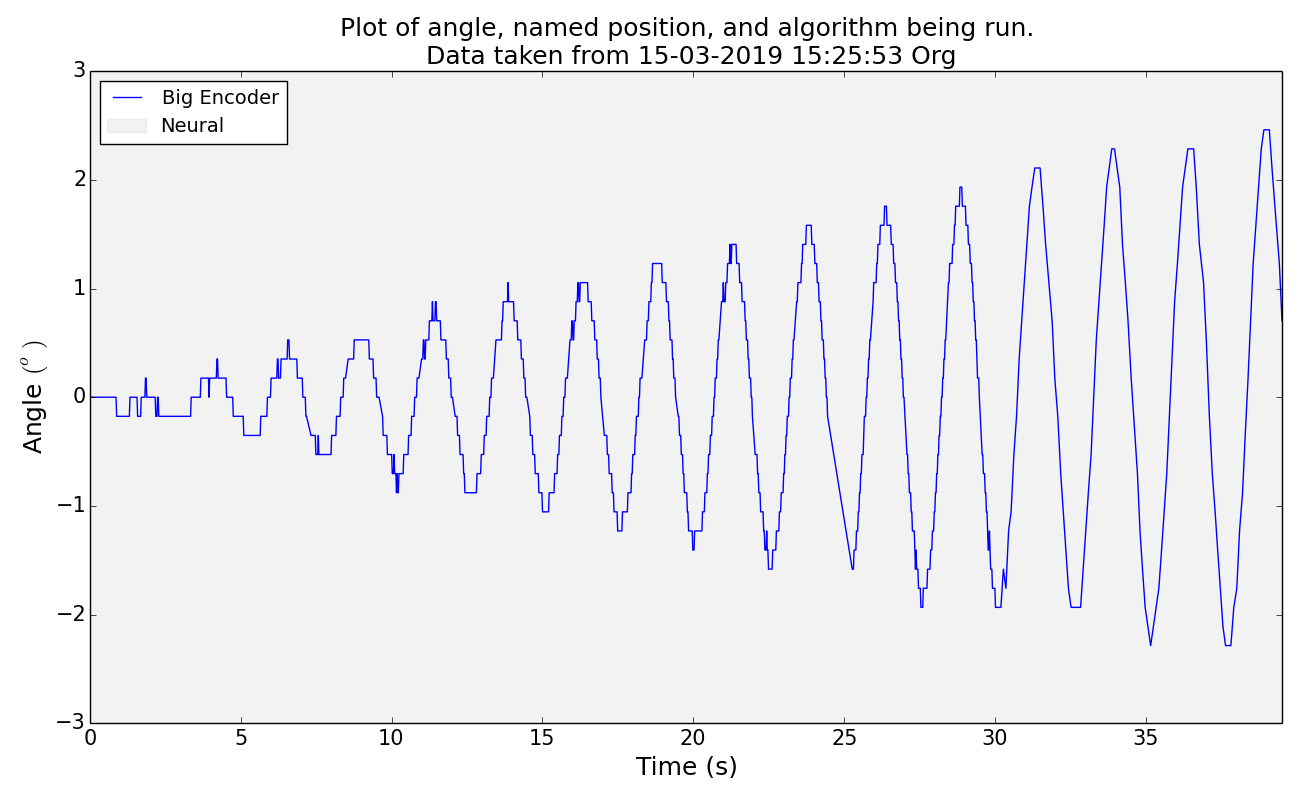 Plot of angle, named position, and algorithm being run.
Data taken from 15-03-2019 15:25:53 Org
Big Encoder
Neural
Angle (°)
3
2
1
0
−1
−2
−3
0 5 10 15 20 25 30 35
Time (s)